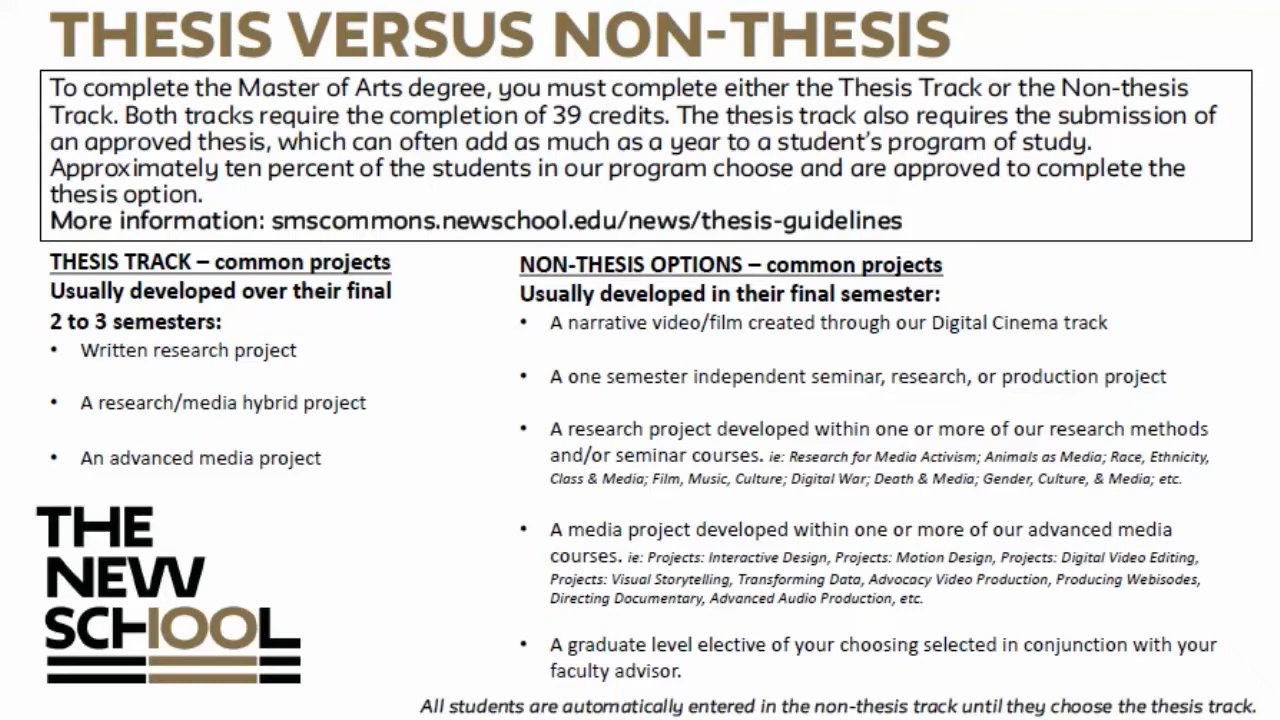 THESIS VERSUS NON-THESIS
To complete the Master of Arts degree, you must complete either the Thesis Track or the Non-thesis
Track. Both tracks require the completion of 39 credits. The thesis track also requires the submission of
an approved thesis, which can often add as much as a year to a student's program of study.
Approximately ten percent of the students in our program choose and are approved to complete the
thesis option.
More information: smscommons.newschool.edu/news/thesis-guidelines
THESIS TRACK – common projects
Usually developed over their final
2 to 3 semesters:
• Written research project
• A research/media hybrid project
• An advanced media project
THE
NEW
SCHOOL
NON-THESIS OPTIONS – common projects
Usually developed in their final semester:
• A narrative video/film created through our Digital Cinema track
• A one semester independent seminar, research, or production project
• A research project developed within one or more of our research methods
and/or seminar courses. ie: Research for Media Activism; Animals as Media; Race, Ethnicity,
Class & Media; Film, Music, Culture; Digital War; Death & Media; Gender, Culture, & Media; etc.
• A media project developed within one or more of our advanced media
courses. ie: Projects: Interactive Design, Projects: Motion Design, Projects: Digital Video Editing,
Projects: Visual Storytelling, Transforming Data, Advocacy Video Production, Producing Webisodes,
Directing Documentary, Advanced Audio Production, etc.
• A graduate level elective of your choosing selected in conjunction with your
faculty advisor.
All students are automatically entered in the non-thesis track until they choose the thesis track.